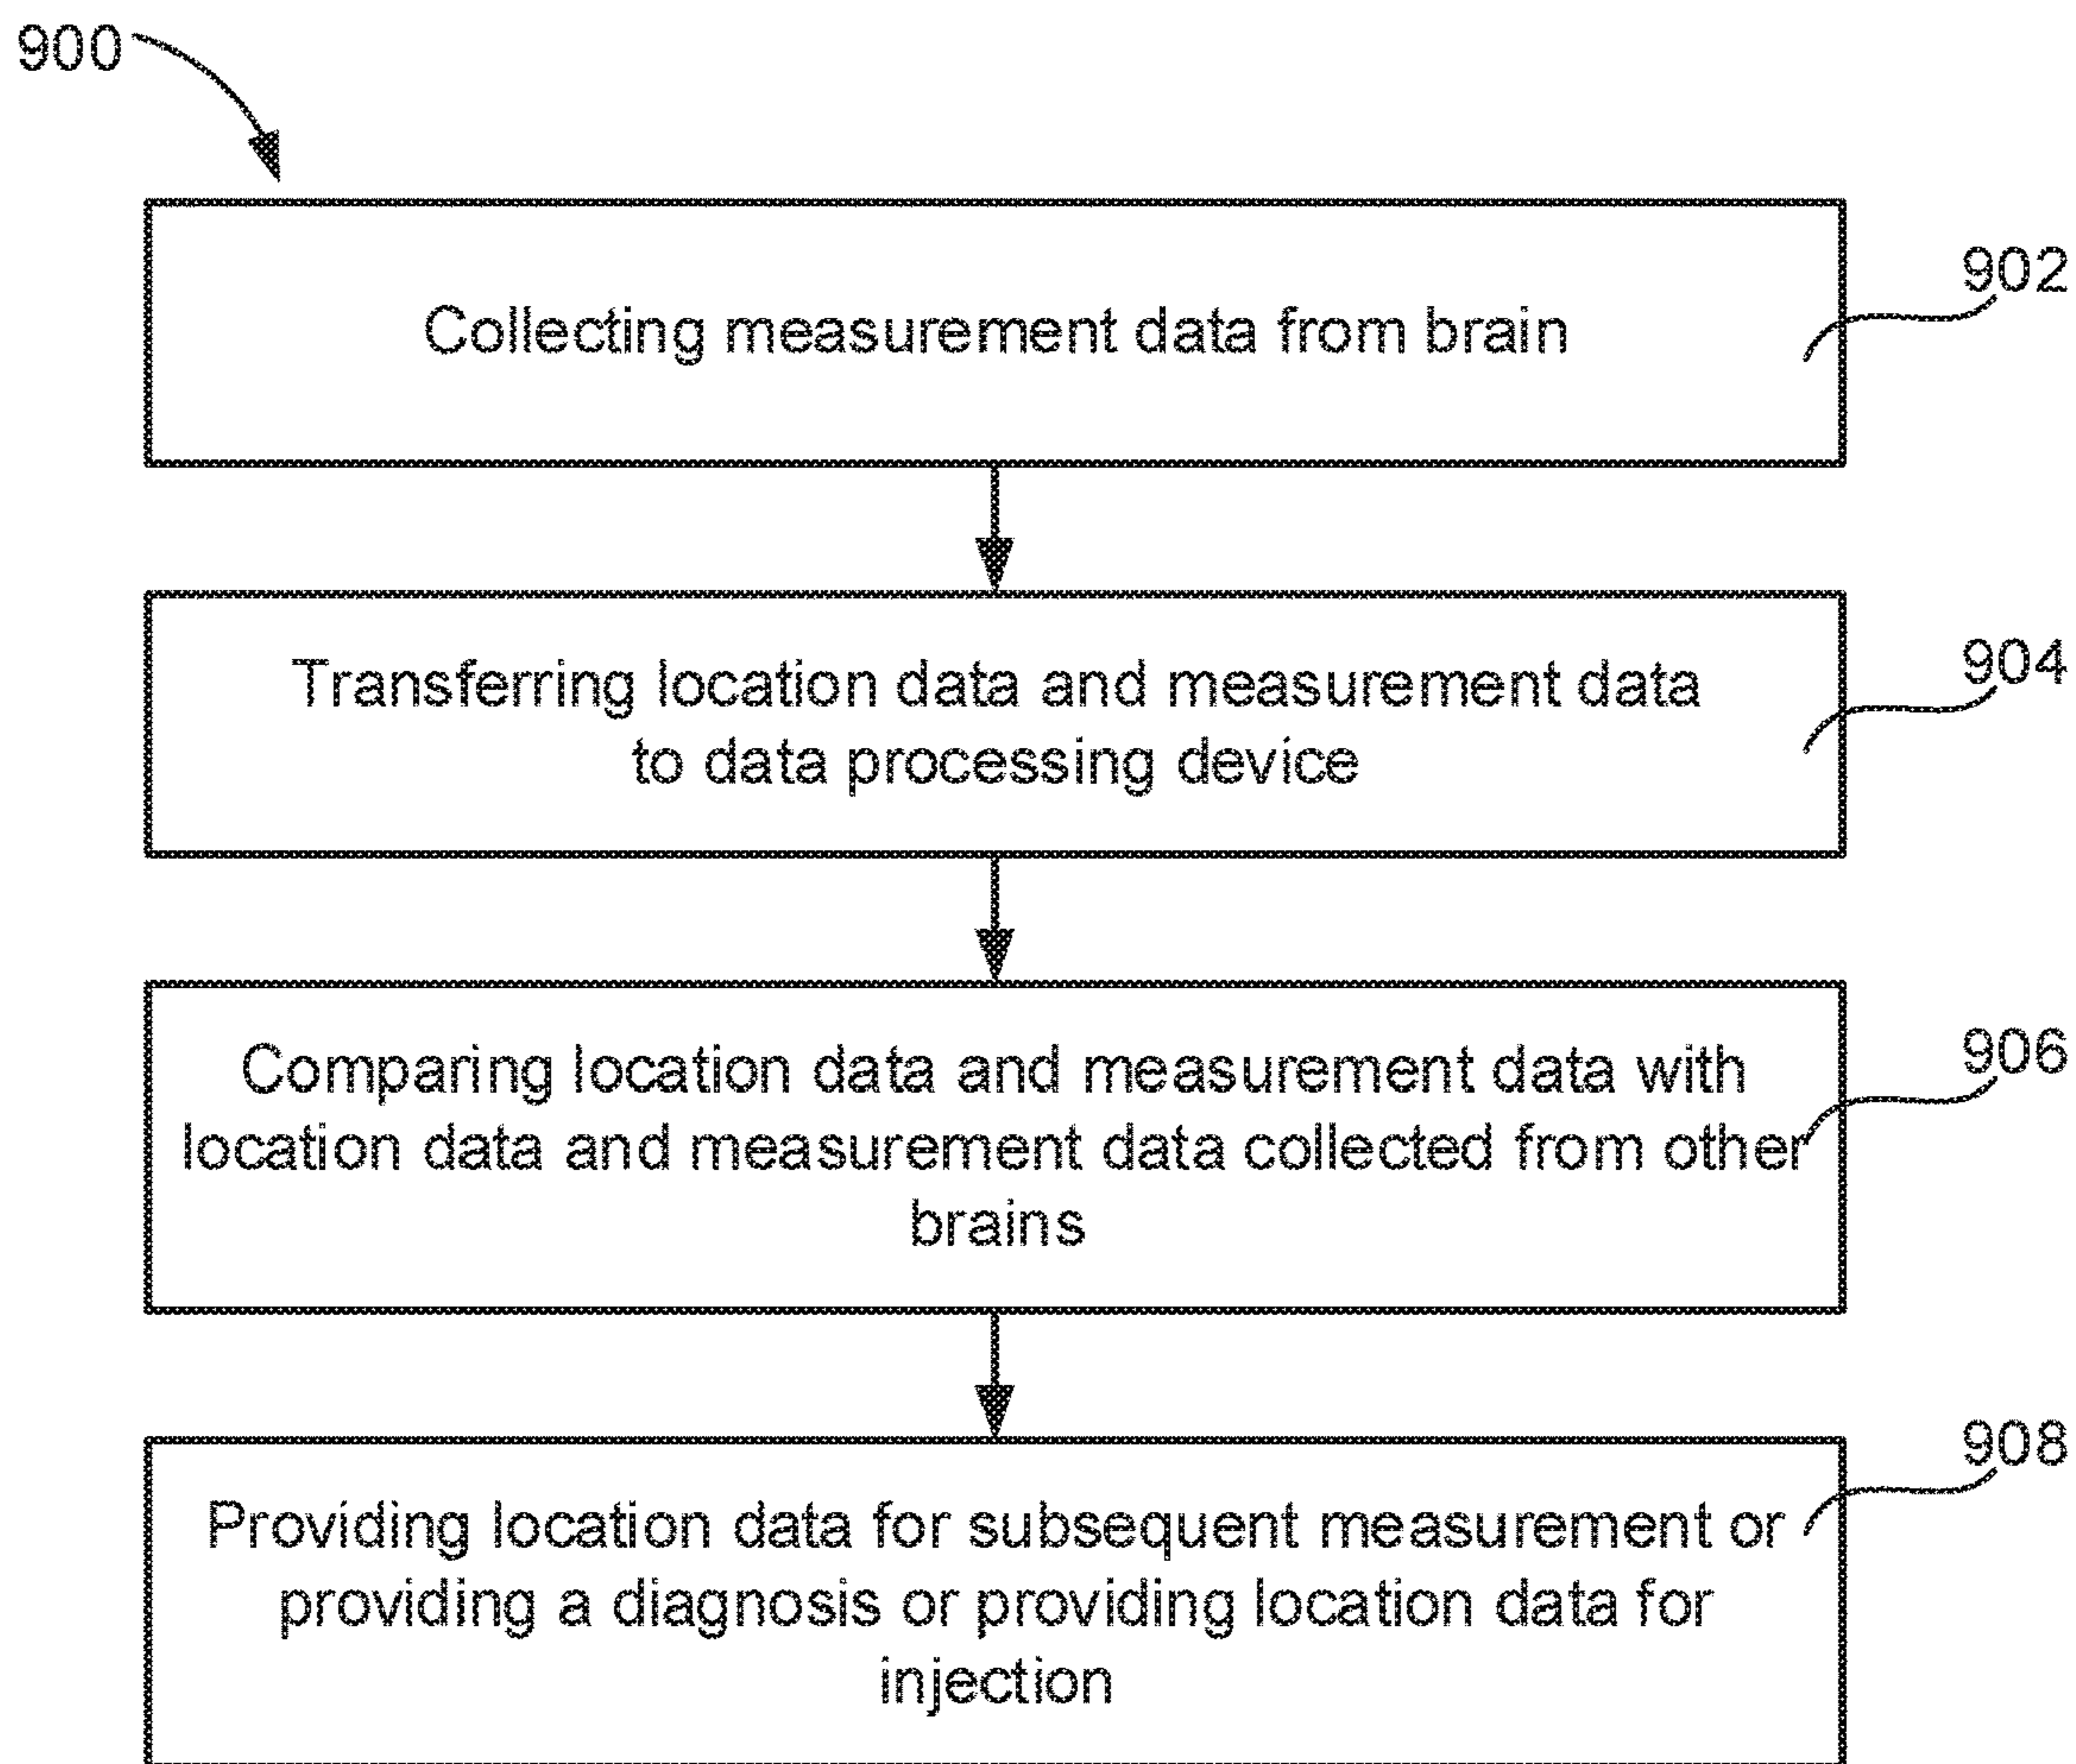 900
902
Collecting measurement data from brain
904
Transferring location data and measurement data
to data processing device
906
Comparing location data and measurement data with
location data and measurement data collected from other
brains
908
Providing location data for subsequent measurement or
providing a diagnosis or providing location data for
injection